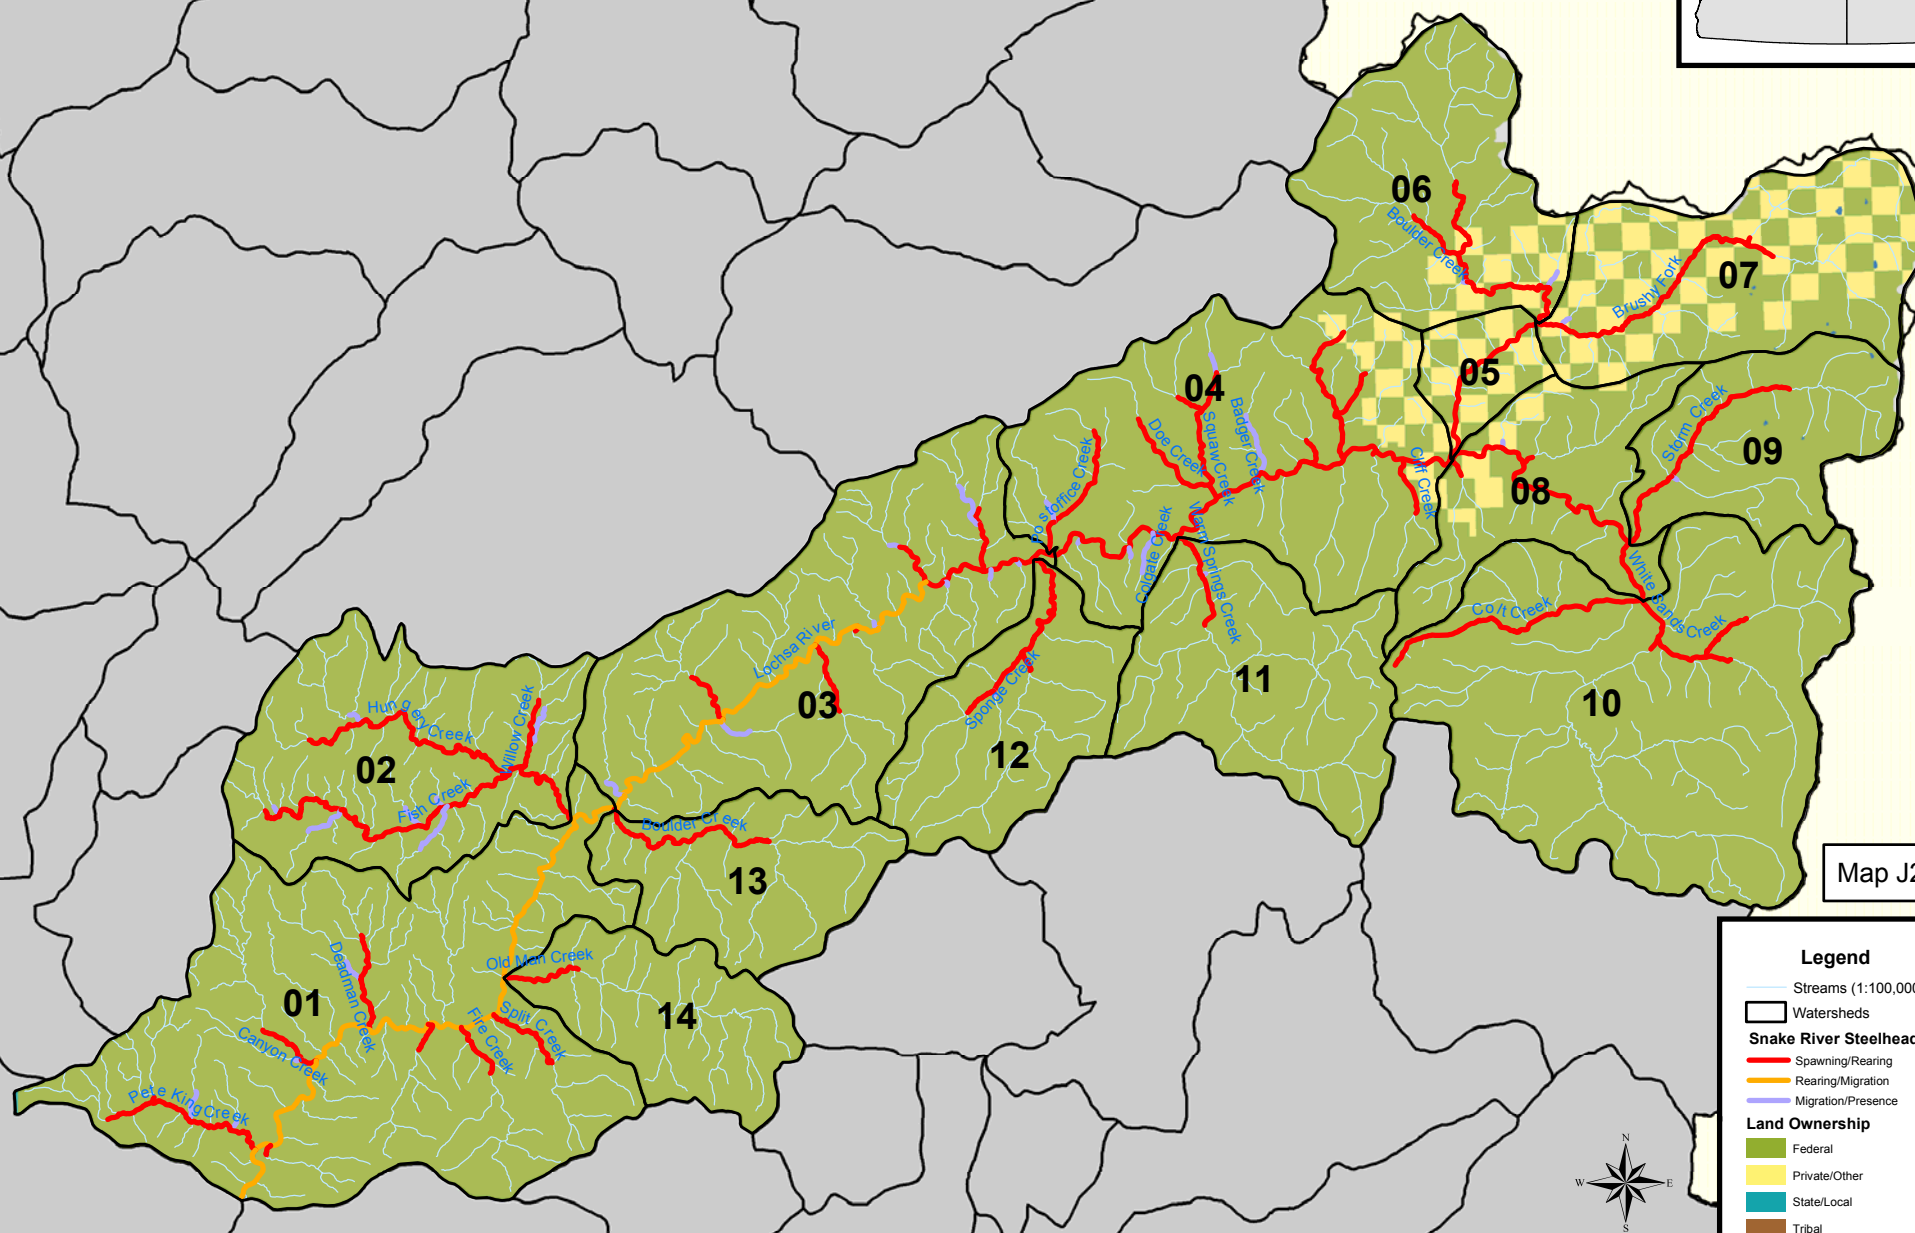 06
Boulder Creek
07
Brushy Fork
05
04
Badger Creek
Squaw Creek
Doe Creek
Postoffice Creek
Cliff Creek
Storm Creek
09
08
Warm Springs Creek
Colgate Creek
White Sands Creek
Colt Creek
10
11
Lochsa River
03
Sponge Creek
12
Hungery Creek
Willow Creek
02
Fish Creek
Boulder Creek
13
Old Man Creek
14
Deadman Creek
01
Split Creek
Fire Creek
Canyon Creek
Pete King Creek
Map J2
Legend
Streams (1:100,000
Watersheds
Snake River Steelhead
Spawning/Rearing
Rearing/Migration
Migration/Presence
Land Ownership
Federal
Private/Other
State/Local
Tribal
N
W E
S